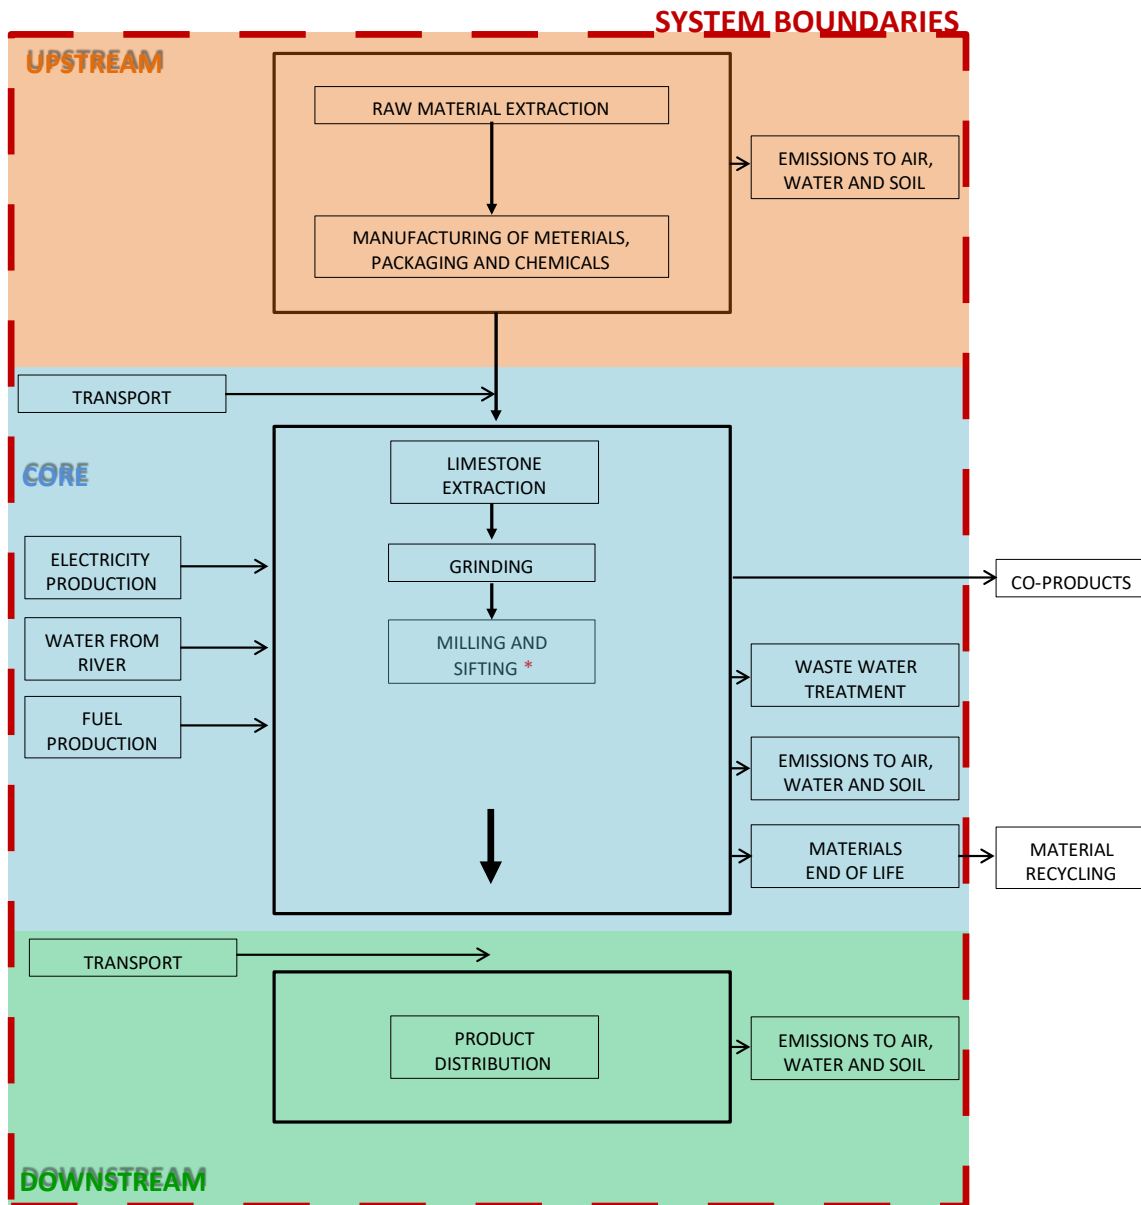 SYSTEM BOUNDARIES
UPSTREAM
RAW MATERIAL EXTRACTION
EMISSIONS TO AIR,
WATER AND SOIL
MANUFACTURING OF METERIALS,
PACKAGING AND CHEMICALS
TRANSPORT
CORE
LIMESTONE
EXTRACTION
ELECTRICITY
PRODUCTION
GRINDING
CO-PRODUCTS
WATER FROM
RIVER
MILLING AND
SIFTING *
WASTE WATER
TREATMENT
FUEL
PRODUCTION
EMISSIONS TO AIR,
WATER AND SOIL
MATERIALS
END OF LIFE
MATERIAL
RECYCLING
TRANSPORT
PRODUCT
DISTRIBUTION
EMISSIONS TO AIR,
WATER AND SOIL
DOWNSTREAM